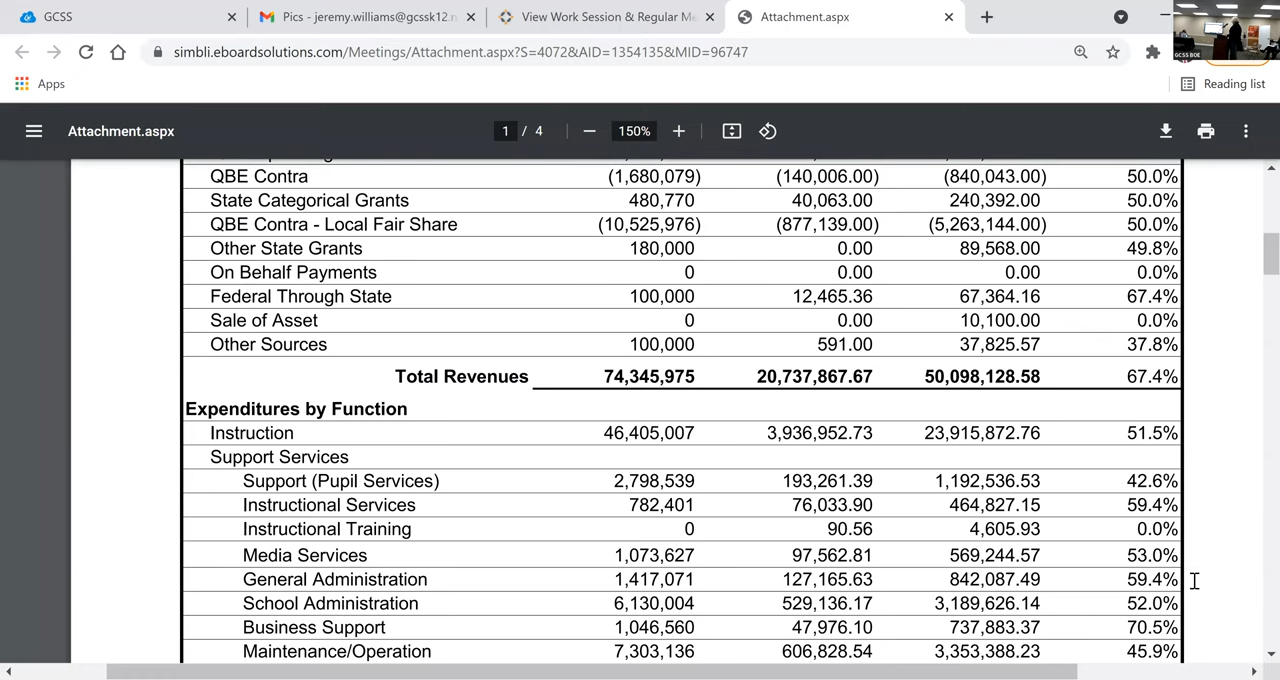 GCSS
Pics - jeremy.williams@gcssk12.n
View Work Session & Regular Me
Attachment.aspx
simbli.eboardsolutions.com/Meetings/Attachment.aspx?S=4072&AID=1354135&MID=96747
GCSS BOE
Apps
Reading list
Attachment.aspx
1 / 4
150%
QBE Contra (1,680,079) (140,006.00) (840,043.00) 50.0%
State Categorical Grants 480,770 40,063.00 240,392.00 50.0%
QBE Contra - Local Fair Share (10,525,976) (877,139.00) (5,263,144.00) 50.0%
Other State Grants 180,000 0.00 89,568.00 49.8%
On Behalf Payments 0 0.00 0.00 0.0%
Federal Through State 100,000 12,465.36 67,364.16 67.4%
Sale of Asset 0 0.00 10,100.00 0.0%
Other Sources 100,000 591.00 37,825.57 37.8%
Total Revenues 74,345,975 20,737,867.67 50,098,128.58 67.4%
Expenditures by Function
Instruction 46,405,007 3,936,952.73 23,915,872.76 51.5%
Support Services
Support (Pupil Services) 2,798,539 193,261.39 1,192,536.53 42.6%
Instructional Services 782,401 76,033.90 464,827.15 59.4%
Instructional Training 0 90.56 4,605.93 0.0%
Media Services 1,073,627 97,562.81 569,244.57 53.0%
General Administration 1,417,071 127,165.63 842,087.49 59.4%
School Administration 6,130,004 529,136.17 3,189,626.14 52.0%
Business Support 1,046,560 47,976.10 737,883.37 70.5%
Maintenance/Operation 7,303,136 606,828.54 3,353,388.23 45.9%